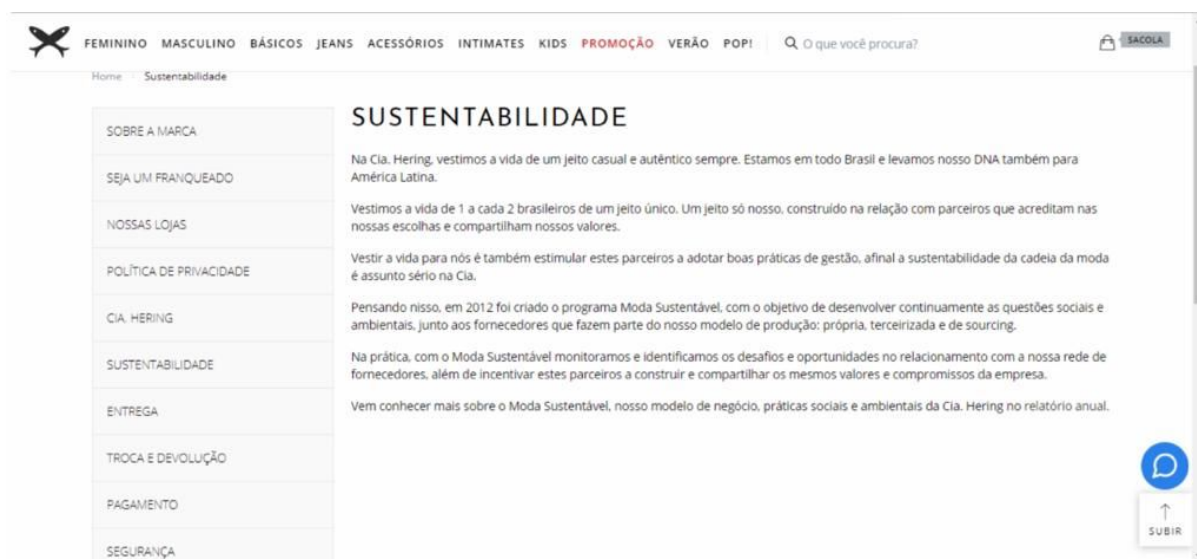 FEMININO MASCULINO BÁSICOS JEANS ACESSÓRIOS INTIMATES KIDS PROMOÇÃO VERÃO POP! O que você procura? SACOLA
Home Sustentabilidade
SOBRE A MARCA
SEJA UM FRANQUEADO
NOSSAS LOJAS
POLÍTICA DE PRIVACIDADE
CIA. HERING
SUSTENTABILIDADE
ENTREGA
TROCA E DEVOLUÇÃO
PAGAMENTO
SEGURANÇA
SUSTENTABILIDADE
Na Cia. Hering, vestimos a vida de um jeito casual e autêntico sempre. Estamos em todo Brasil e levamos nosso DNA também para
América Latina.
Vestimos a vida de 1 a cada 2 brasileiros de um jeito único. Um jeito só nosso, construído na relação com parceiros que acreditam nas
nossas escolhas e compartilham nossos valores.
Vestir a vida para nós é também estimular estes parceiros a adotar boas práticas de gestão, afinal a sustentabilidade da cadeia da moda
é assunto sério na Cia.
Pensando nisso, em 2012 foi criado o programa Moda Sustentável, com o objetivo de desenvolver continuamente as questões sociais e
ambientais, junto aos fornecedores que fazem parte do nosso modelo de produção: própria, terceirizada e de sourcing.
Na prática, com o Moda Sustentável monitoramos e identificamos os desafios e oportunidades no relacionamento com a nossa rede de
fornecedores, além de incentivar estes parceiros a construir e compartilhar os mesmos valores e compromissos da empresa.
Vem conhecer mais sobre o Moda Sustentável, nosso modelo de negócio, práticas sociais e ambientais da Cia. Hering no relatório anual.
SUBIR